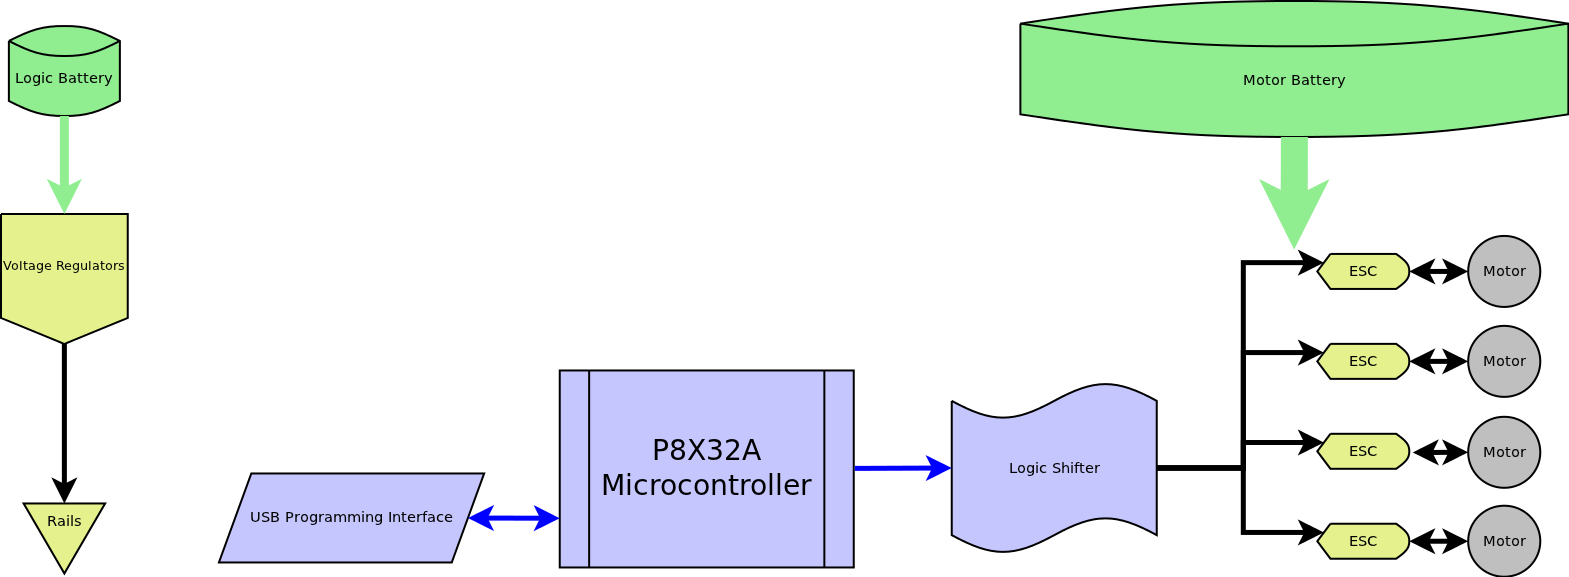 Logic Battery
Motor Battery
Voltage Regulators
ESC
Motor
ESC
Motor
P8X32A
Microcontroller
ESC
Motor
Logic Shifter
USB Programming Interface
Rails
ESC
Motor